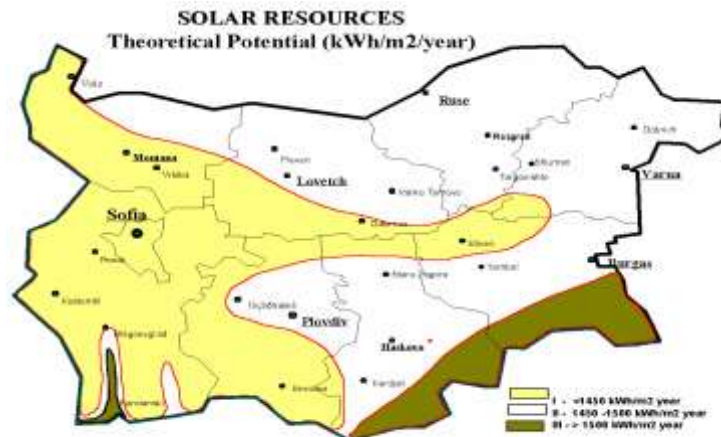 SOLAR RESOURCES
Theoretical Potential (kWh/m2/year)
Vidin
Ruse
Razgrad
Dobrich
Montana
Vratsa
Pleven
Lovetch
Shumen
Targovishte
Varna
Veliko Tarnovo
Sofia
Gabrovo
Sliven
Pernik
Burgas
Stara Zagora
Yambol
Kustendil
Pazardjik
Plovdiv
Blagoevgrad
Haskovo
Smolian
Kardjali
I - <1450 kWh/m2 year
II - 1450 -1500 kWh/m2 year
III -> 1500 kWh/m2 year